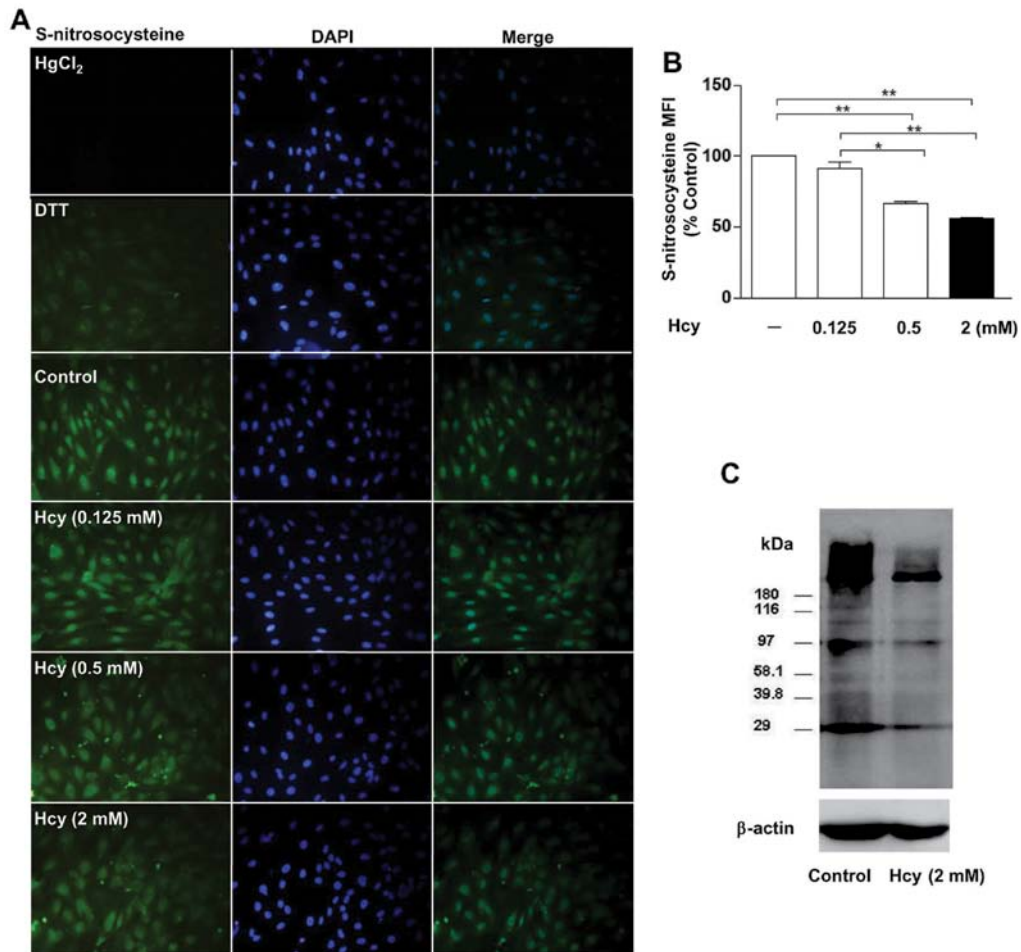 A
S-nitrosocysteine DAPI Merge
HgCl₂
DTT
Control
Hcy (0.125 mM)
Hcy (0.5 mM)
Hcy (2 mM)
B
S-nitrosocysteine MFI
(% Control)
150
100
50
0
**
**
**
*
Hcy — 0.125 0.5 2 (mM)
C
kDa
180
116
97
58.1
39.8
29
β-actin
Control Hcy (2 mM)